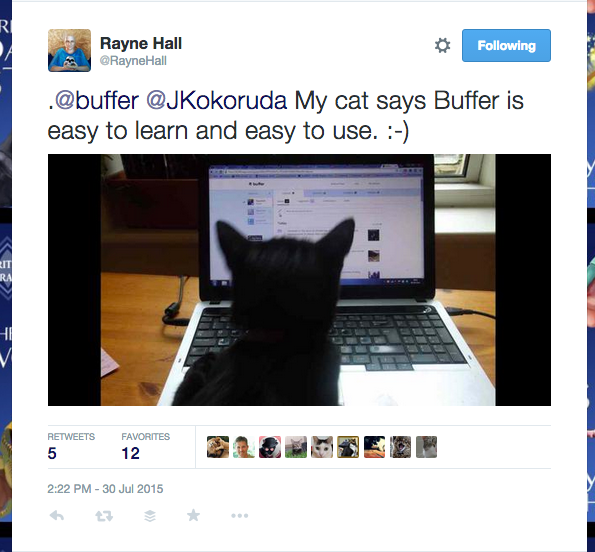 Rayne Hall
@RayneHall
Following
.@buffer @JKokoruda My cat says Buffer is
easy to learn and easy to use. :-)
buffer
RETWEETS
FAVORITES
5
12
2:22 PM - 30 Jul 2015